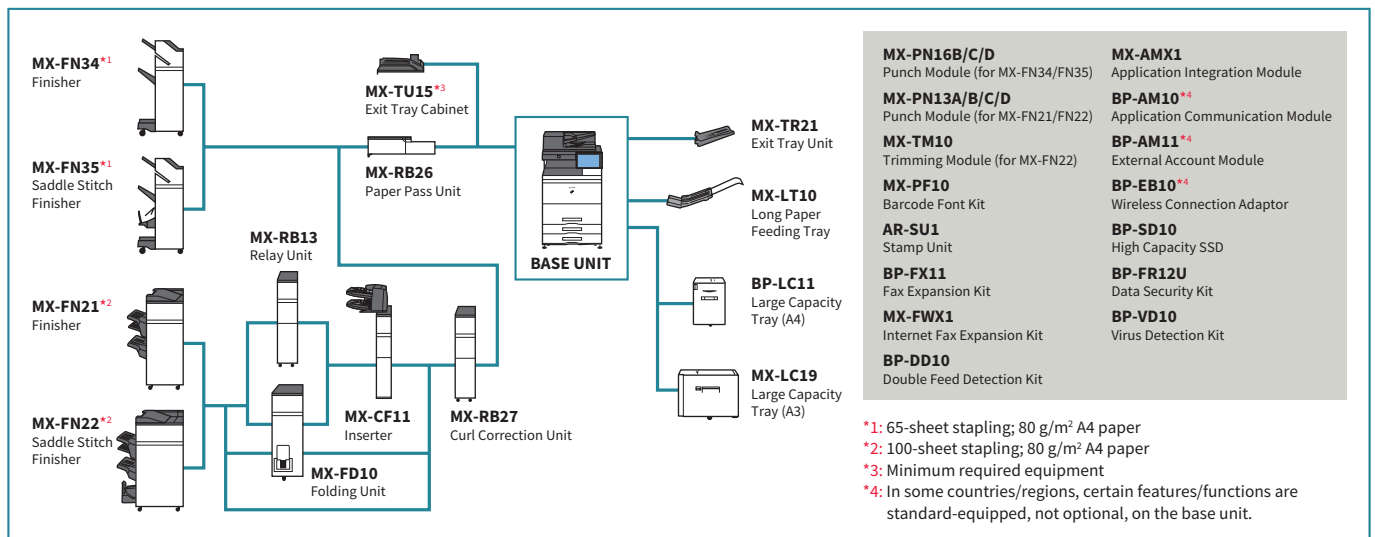 MX-FN34*1
Finisher
MX-FN35*1
Saddle Stitch
Finisher
MX-TU15*3
Exit Tray Cabinet
MX-RB26
Paper Pass Unit
MX-RB13
Relay Unit
MX-FN21*2
Finisher
MX-FN22*2
Saddle Stitch
Finisher
MX-FD10
Folding Unit
MX-CF11
Inserter
MX-RB27
Curl Correction Unit
BASE UNIT
MX-TR21
Exit Tray Unit
MX-LT10
Long Paper
Feeding Tray
BP-LC11
Large Capacity
Tray (A4)
MX-LC19
Large Capacity
Tray (A3)
MX-PN16B/C/D
Punch Module (for MX-FN34/FN35)
MX-PN13A/B/C/D
Punch Module (for MX-FN21/FN22)
MX-TM10
Trimming Module (for MX-FN22)
MX-PF10
Barcode Font Kit
AR-SU1
Stamp Unit
BP-FX11
Fax Expansion Kit
MX-FWX1
Internet Fax Expansion Kit
BP-DD10
Double Feed Detection Kit
MX-AMX1
Application Integration Module
BP-AM10*4
Application Communication Module
BP-AM11*4
External Account Module
BP-EB10*4
Wireless Connection Adaptor
BP-SD10
High Capacity SSD
BP-FR12U
Data Security Kit
BP-VD10
Virus Detection Kit
*1: 65-sheet stapling; 80 g/m² A4 paper
*2: 100-sheet stapling; 80 g/m² A4 paper
*3: Minimum required equipment
*4: In some countries/regions, certain features/functions are
standard-equipped, not optional, on the base unit.